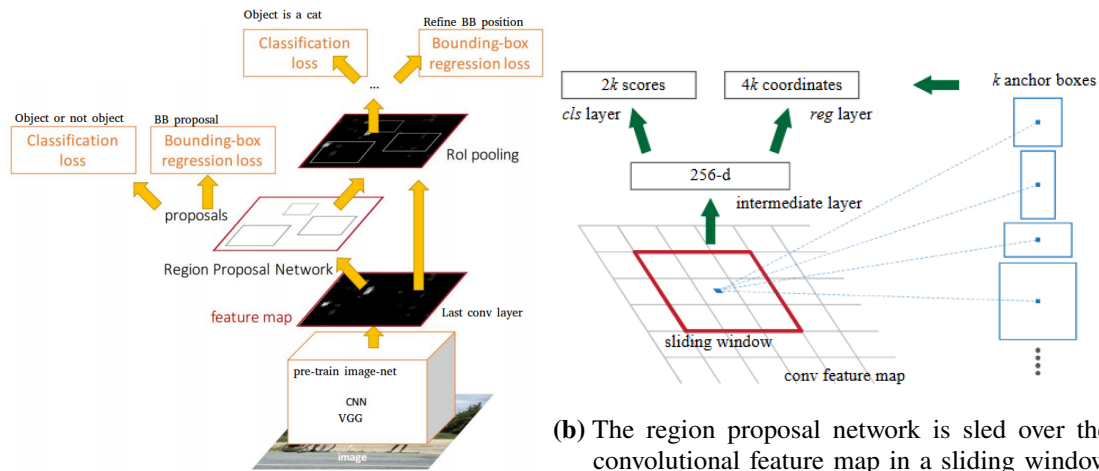 Object is a cat
Refine BB position
Classification
loss
Bounding-box
regression loss
...
Object or not object
BB proposal
Classification
loss
Bounding-box
regression loss
RoI pooling
proposals
Region Proposal Network
feature map
Last conv layer
pre-train image-net
CNN
VGG
image
2k scores
4k coordinates
k anchor boxes
cls layer
reg layer
256-d
intermediate layer
sliding window
conv feature map
(b) The region proposal network is sled over the
convolutional feature map in a sliding window